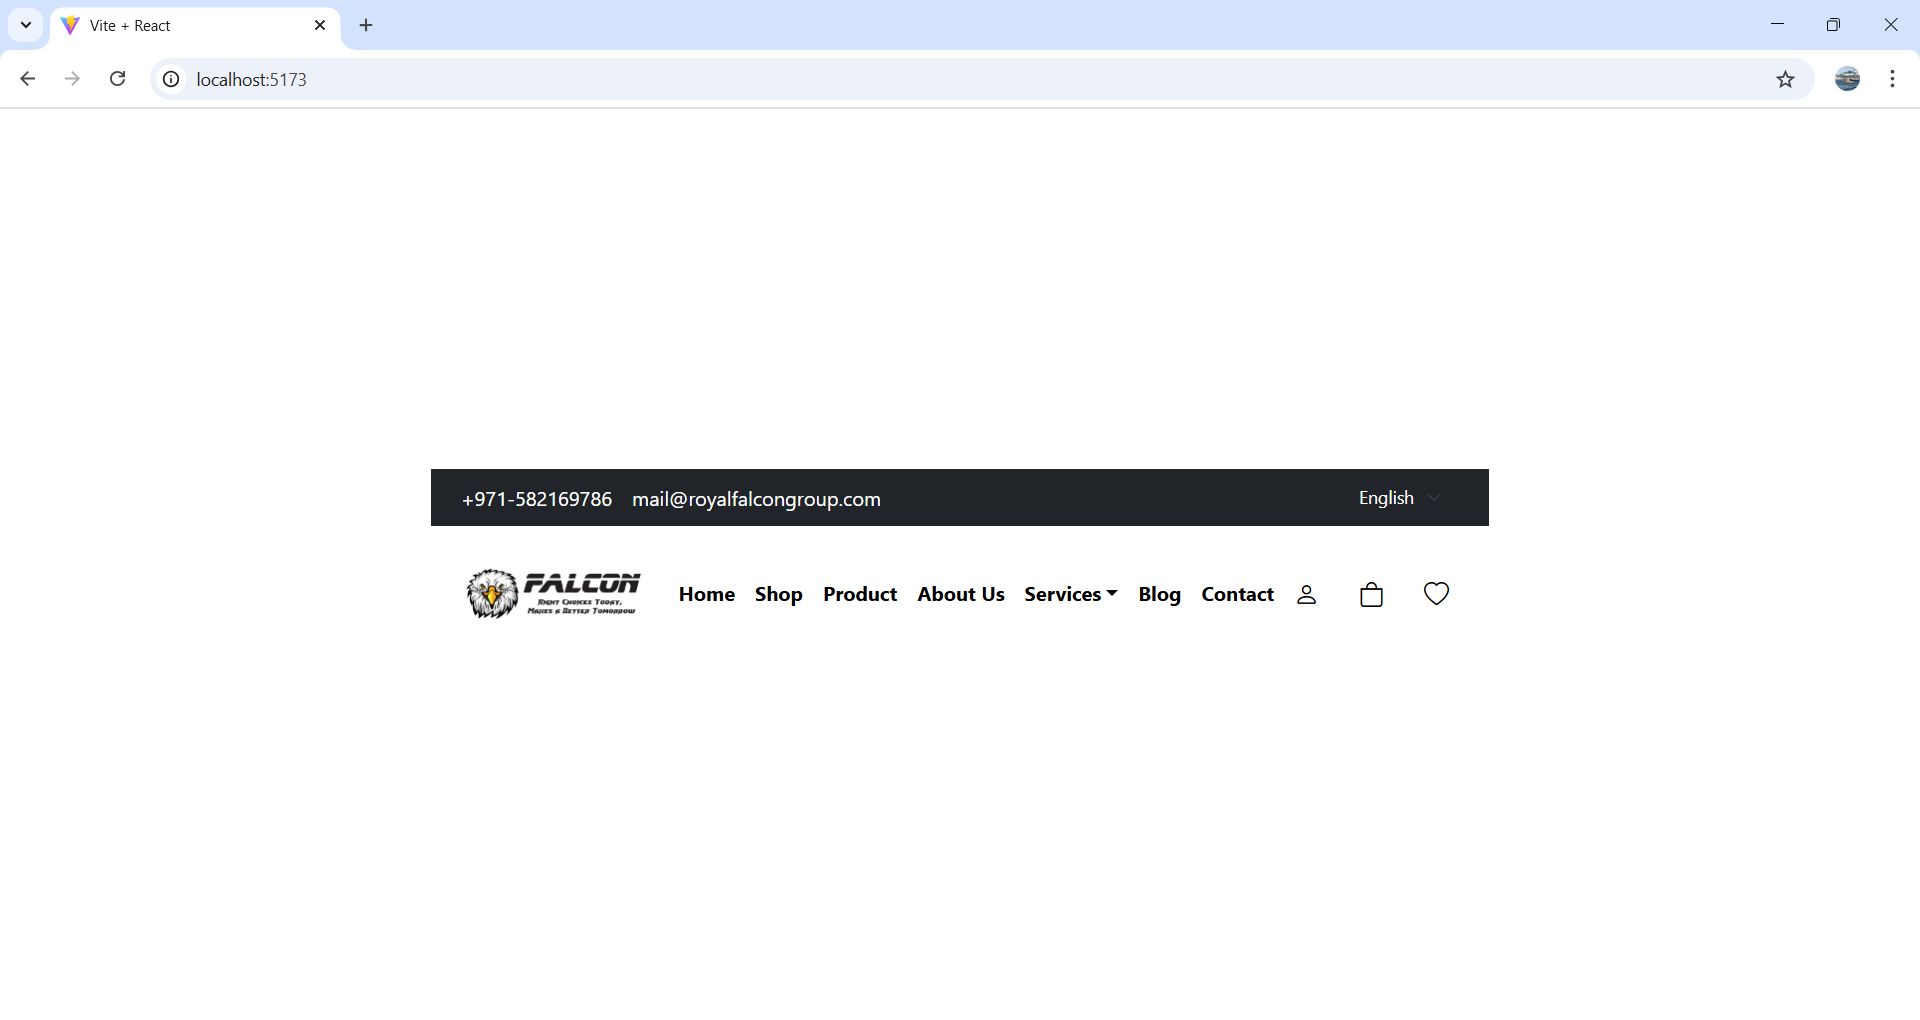 Vite + React
localhost:5173
+971-582169786 mail@royalfalcongroup.com English
FALCON
Right Choices Today,
Makes a Better Tomorrow
Home Shop Product About Us Services Blog Contact